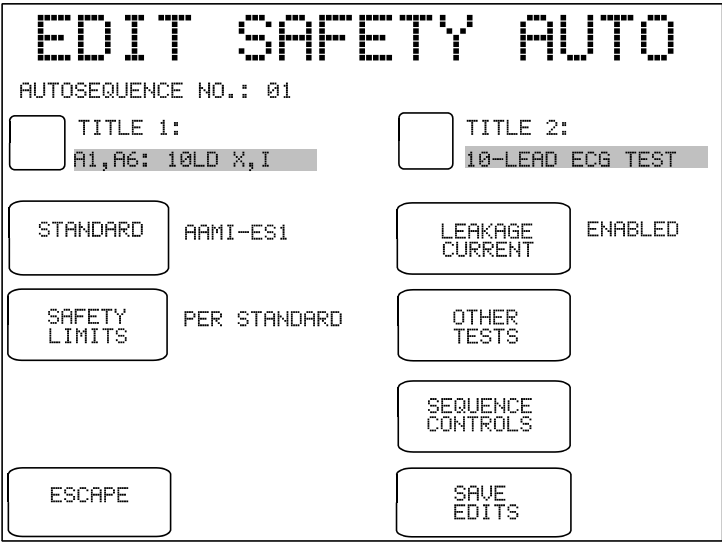 EDIT SAFETY AUTO
AUTOSEQUENCE NO.: 01
TITLE 1:
A1,A6: 10LD X,I
TITLE 2:
10-LEAD ECG TEST
STANDARD
AAMI-ES1
LEAKAGE
CURRENT
ENABLED
SAFETY
LIMITS
PER STANDARD
OTHER
TESTS
SEQUENCE
CONTROLS
ESCAPE
SAVE
EDITS